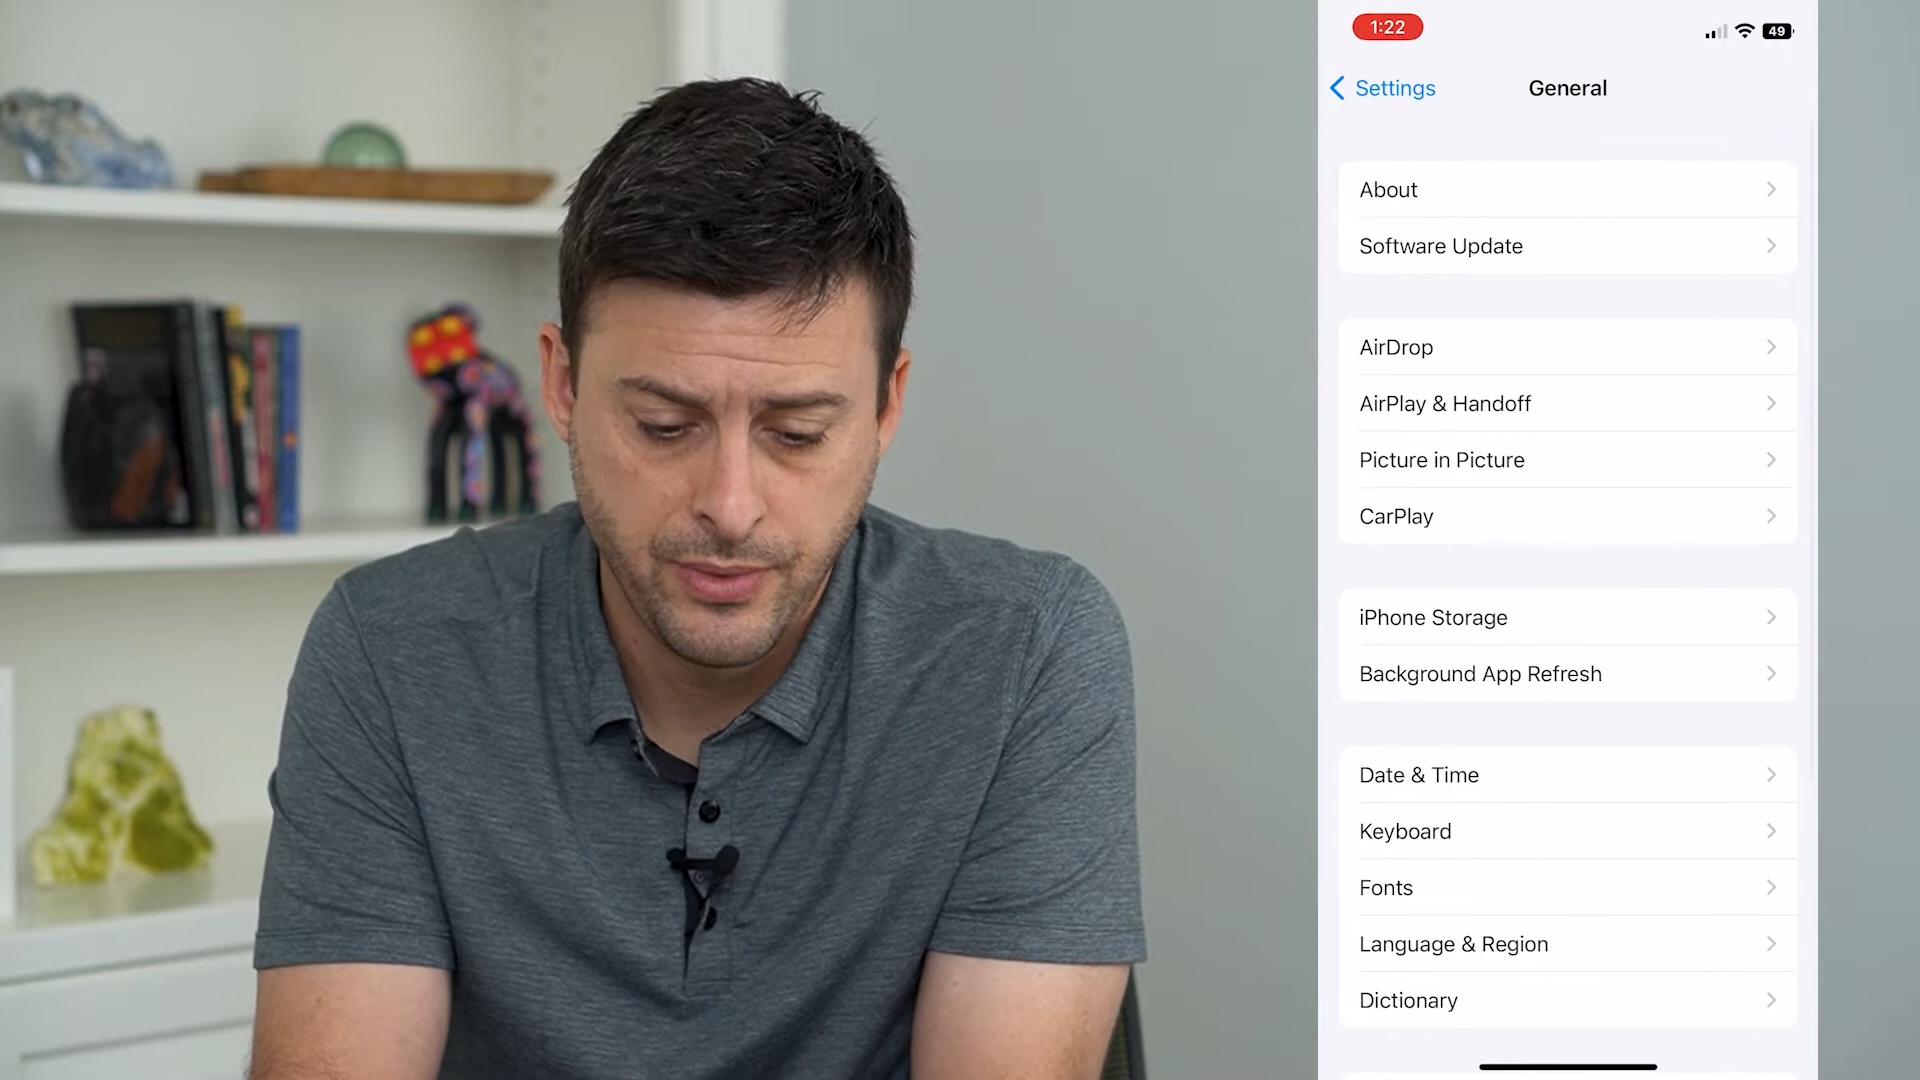 1:22
49
Settings
General
About
Software Update
AirDrop
AirPlay & Handoff
Picture in Picture
CarPlay
iPhone Storage
Background App Refresh
Date & Time
Keyboard
Fonts
Language & Region
Dictionary